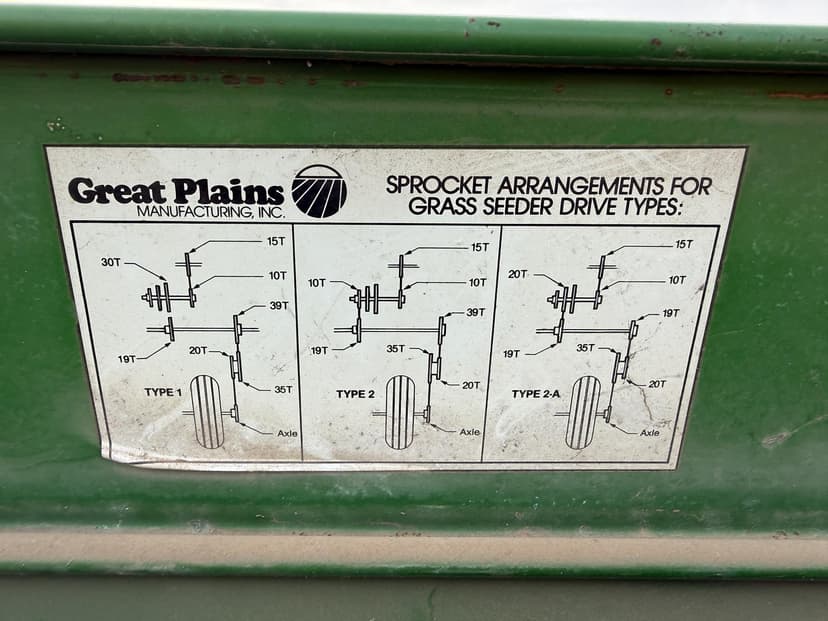 Great Plains
MANUFACTURING, INC.
SPROCKET ARRANGEMENTS FOR
GRASS SEEDER DRIVE TYPES:
15T
30T
10T
39T
19T
20T
35T
TYPE 1
Axle
15T
10T
10T
39T
19T
35T
20T
TYPE 2
Axle
15T
20T
10T
19T
19T
35T
20T
TYPE 2-A
Axle